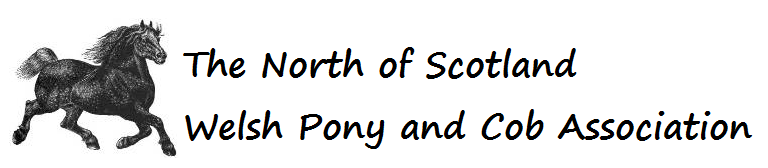 The North of Scotland
Welsh Pony and Cob Association